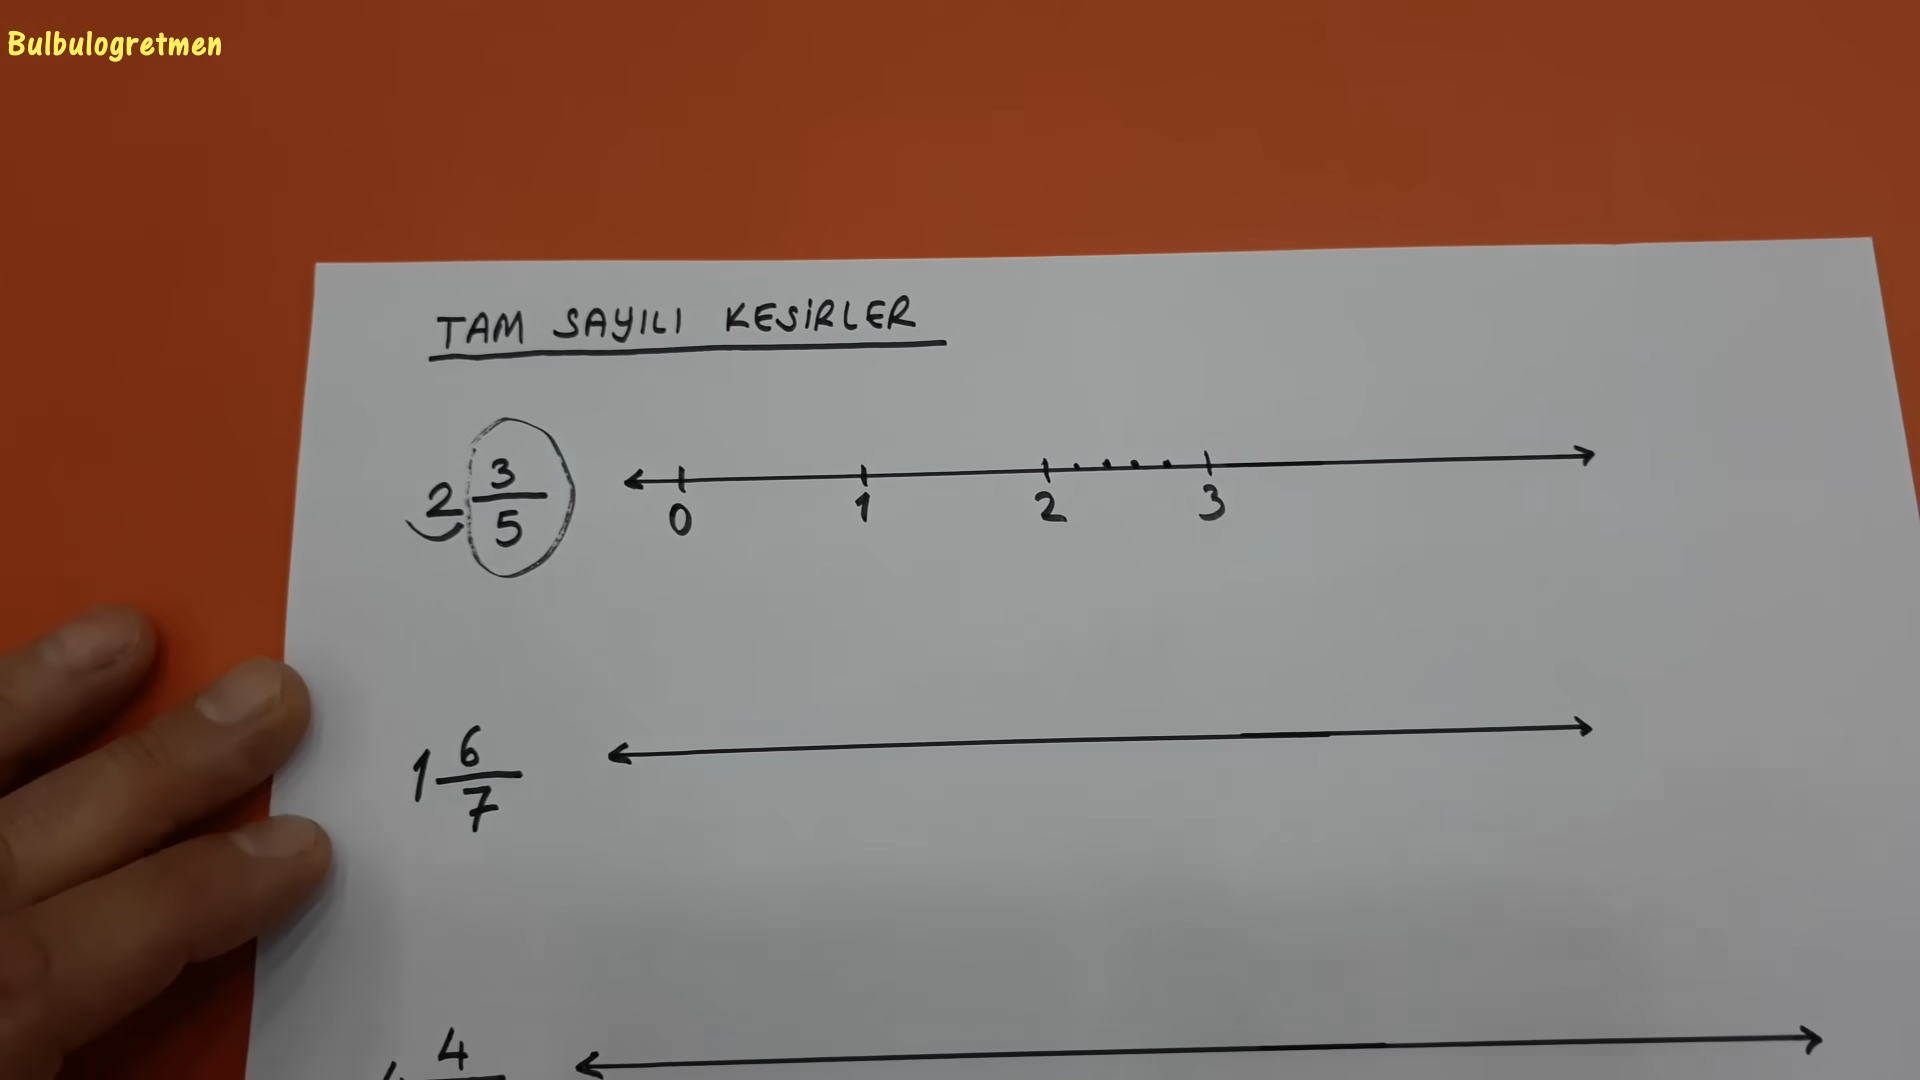 Bulbulogretmen
TAM SAYILI KESİRLER
2 3/5
0 1 2 3
1 6/7
4